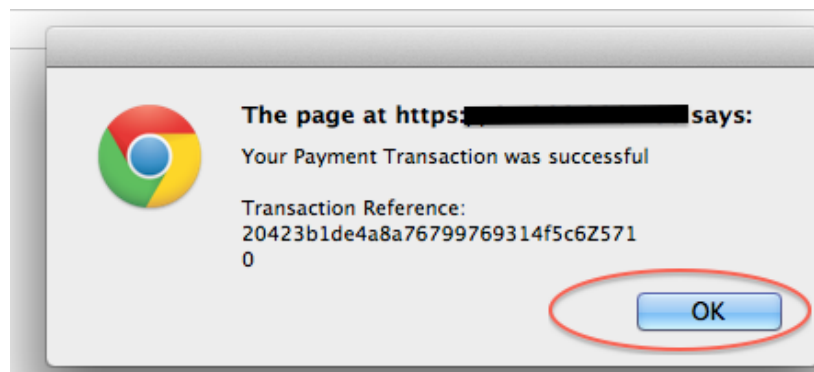 The page at https: says:
Your Payment Transaction was successful
Transaction Reference:
20423b1de4a8a76799769314f5c6Z571
0
OK